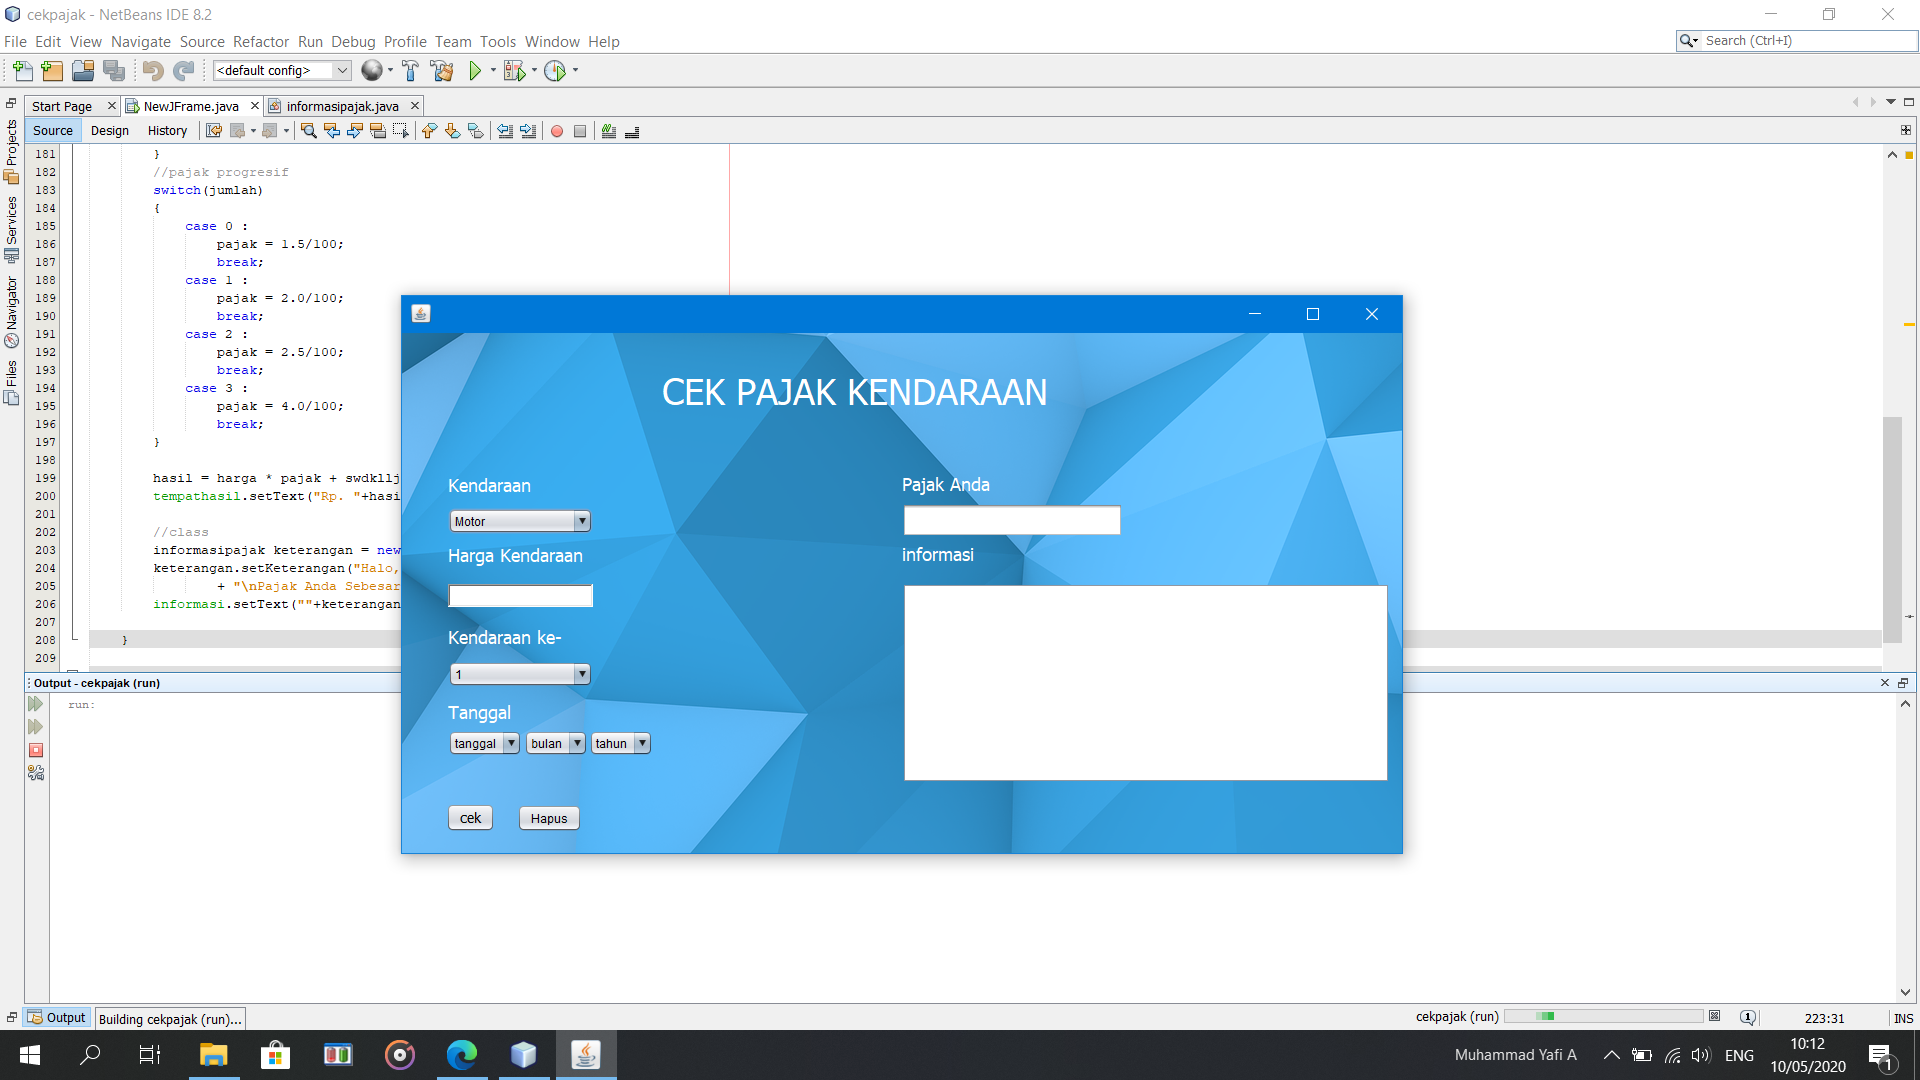 cekpajak - NetBeans IDE 8.2
File Edit View Navigate Source Refactor Run Debug Profile Team Tools Window Help
Search (Ctrl+I)
<default config>
Start Page NewJFrame.java informasipajak.java
Source Design History
Projects
Services
Navigator
Files
181 }
182 //pajak progresif
183 switch(jumlah)
184 {
185 case 0 :
186 pajak = 1.5/100;
187 break;
188 case 1 :
189 pajak = 2.0/100;
190 break;
191 case 2 :
192 pajak = 2.5/100;
193 break;
194 case 3 :
195 pajak = 4.0/100;
196 break;
197 }
198
199 hasil = harga * pajak + swdkllj
200 tempathasil.setText("Rp. "+hasi
201
202 //class
203 informasipajak keterangan = new
204 keterangan.setKeterangan("Halo,
205 + "\nPajak Anda Sebesar
206 informasi.setText(""+keterangan
207
208 }
209
CEK PAJAK KENDARAAN
Kendaraan
Motor
Harga Kendaraan
Kendaraan ke-
1
Tanggal
tanggal bulan tahun
cek Hapus
Pajak Anda
informasi
Output - cekpajak (run)
run:
Output
Building cekpajak (run)...
cekpajak (run)
1
223:31
INS
Muhammad Yafi A
ENG
10:12
10/05/2020
1